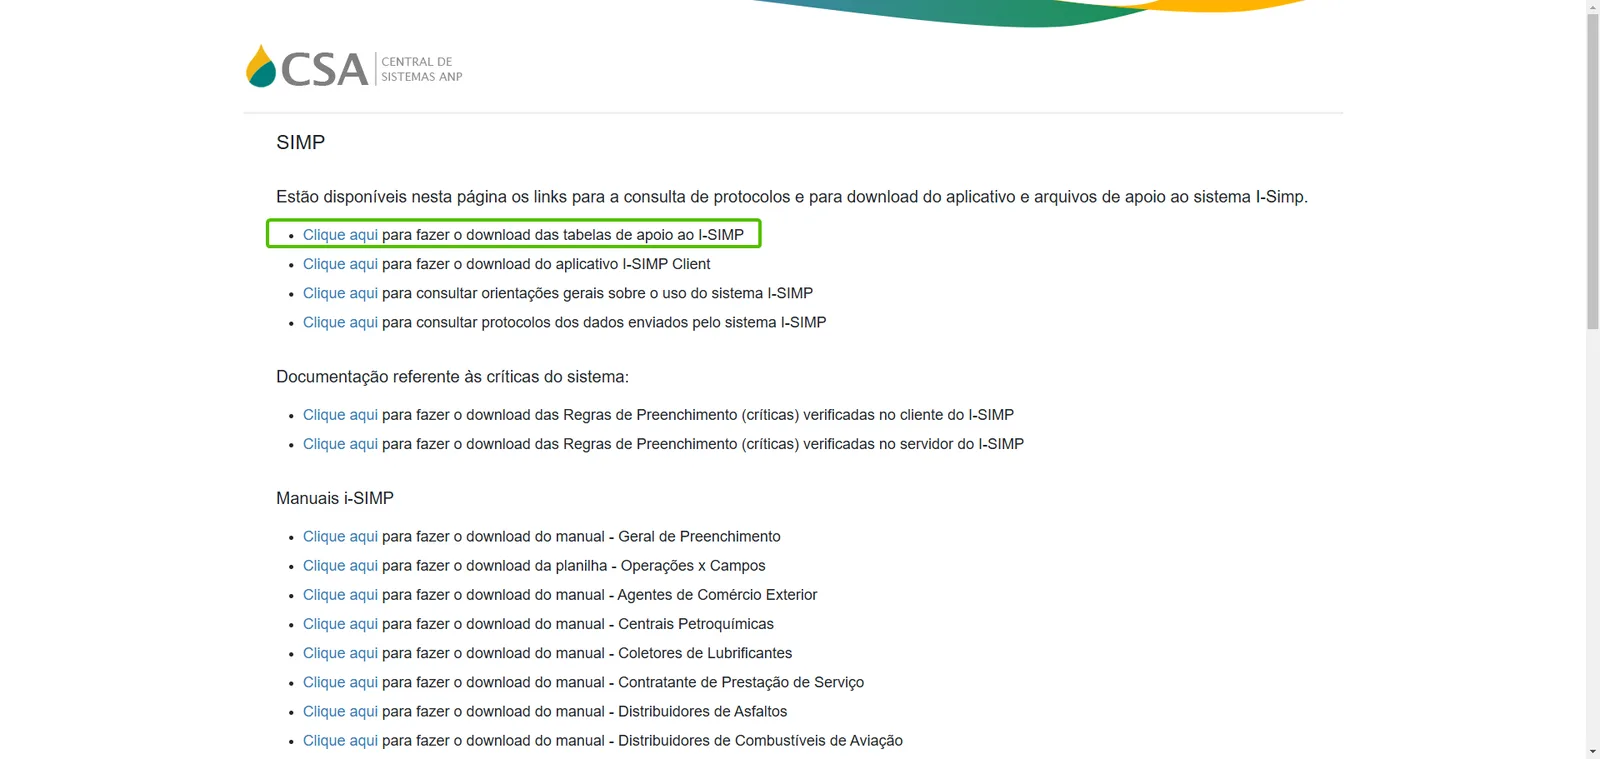 CSA CENTRAL DE
SISTEMAS ANP
SIMP
Estão disponíveis nesta página os links para a consulta de protocolos e para download do aplicativo e arquivos de apoio ao sistema I-Simp.
• Clique aqui para fazer o download das tabelas de apoio ao I-SIMP
• Clique aqui para fazer o download do aplicativo I-SIMP Client
• Clique aqui para consultar orientações gerais sobre o uso do sistema I-SIMP
• Clique aqui para consultar protocolos dos dados enviados pelo sistema I-SIMP
Documentação referente às críticas do sistema:
• Clique aqui para fazer o download das Regras de Preenchimento (críticas) verificadas no cliente do I-SIMP
• Clique aqui para fazer o download das Regras de Preenchimento (críticas) verificadas no servidor do I-SIMP
Manuais i-SIMP
• Clique aqui para fazer o download do manual - Geral de Preenchimento
• Clique aqui para fazer o download da planilha - Operações x Campos
• Clique aqui para fazer o download do manual - Agentes de Comércio Exterior
• Clique aqui para fazer o download do manual - Centrais Petroquímicas
• Clique aqui para fazer o download do manual - Coletores de Lubrificantes
• Clique aqui para fazer o download do manual - Contratante de Prestação de Serviço
• Clique aqui para fazer o download do manual - Distribuidores de Asfaltos
• Clique aqui para fazer o download do manual - Distribuidores de Combustíveis de Aviação